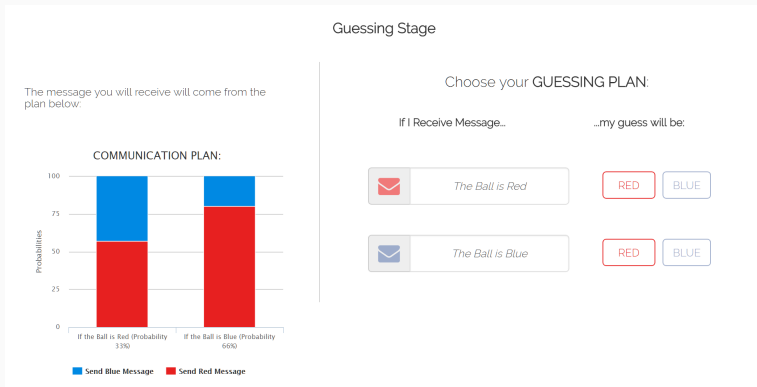 Guessing Stage
The message you will receive will come from the
plan below:
COMMUNICATION PLAN:
100
75
50
25
0
Probabilities
If the Ball is Red (Probability
33%)
If the Ball is Blue (Probability
66%)
Send Blue Message
Send Red Message
Choose your GUESSING PLAN:
If I Receive Message...
...my guess will be:
The Ball is Red
RED
BLUE
The Ball is Blue
RED
BLUE